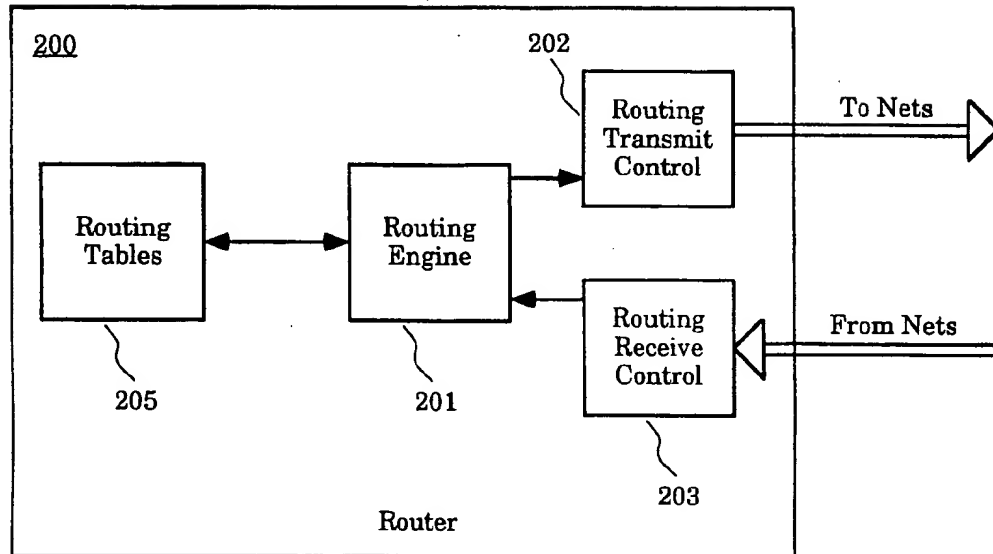 200
202
Routing
Transmit
Control
To Nets
Routing
Tables
Routing
Engine
Routing
Receive
Control
From Nets
205
201
203
Router